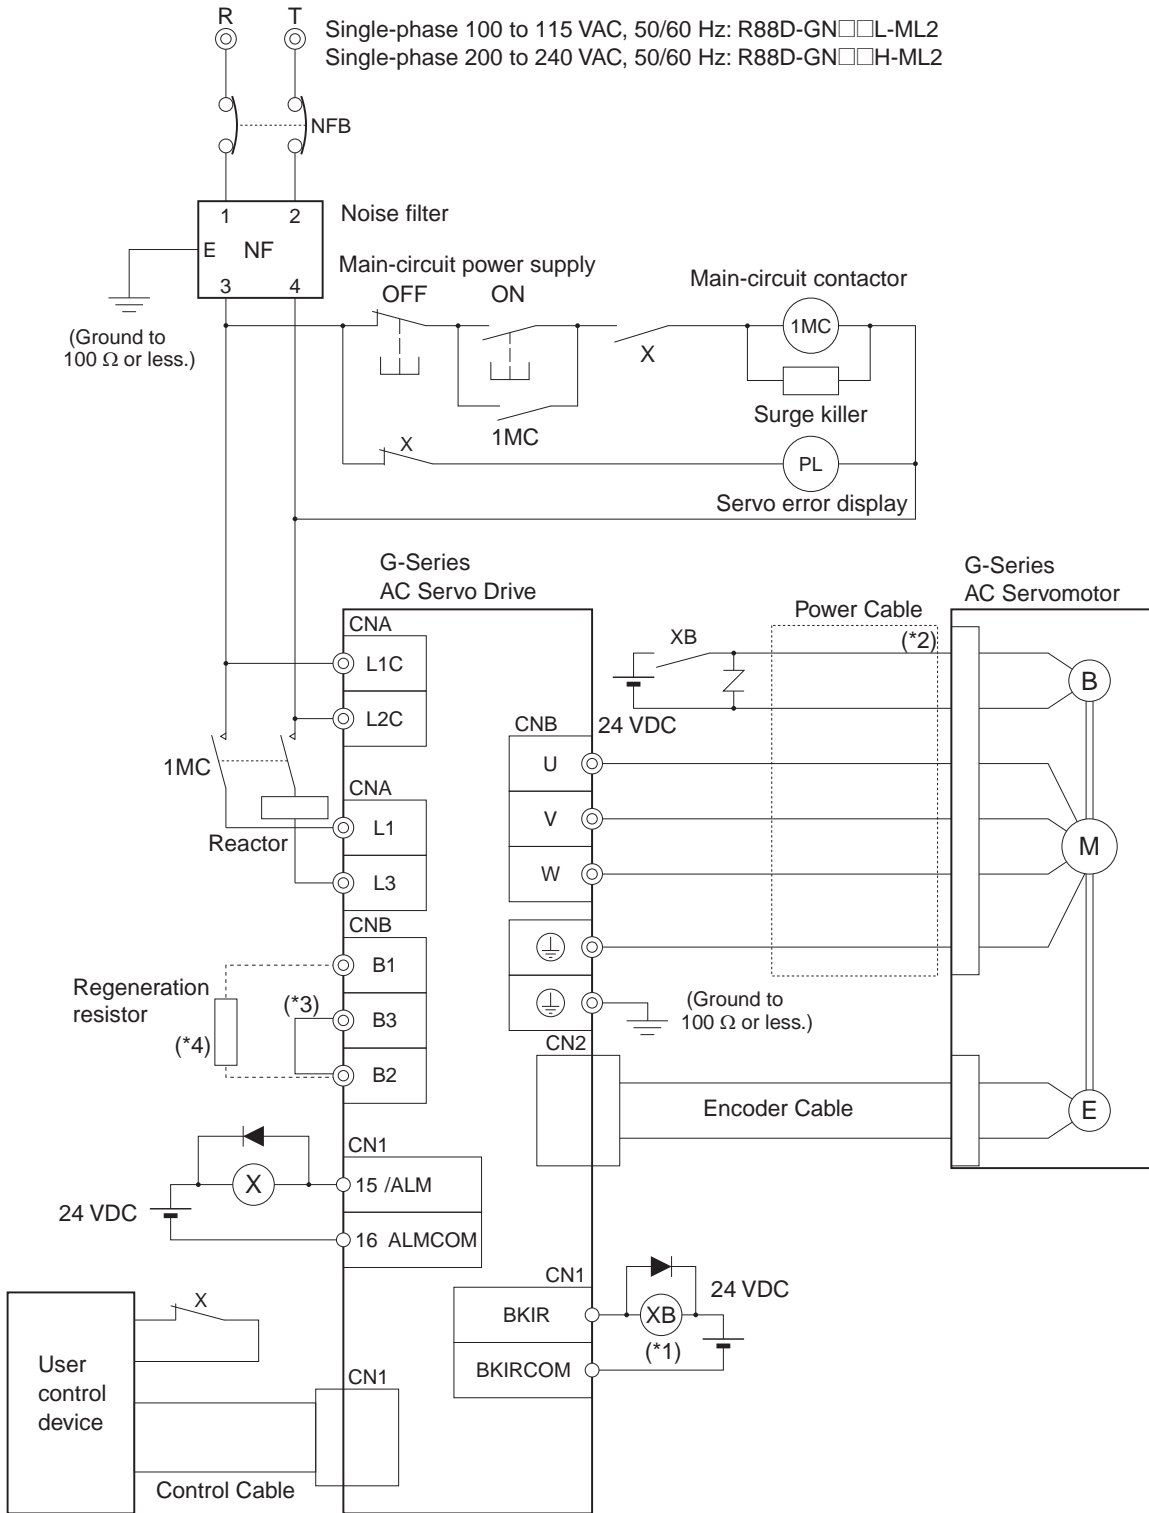 R T
Single-phase 100 to 115 VAC, 50/60 Hz: R88D-GN□□L-ML2
Single-phase 200 to 240 VAC, 50/60 Hz: R88D-GN□□H-ML2
NFB
1 2
Noise filter
E NF
3 4
(Ground to
100 Ω or less.)
Main-circuit power supply
OFF ON
Main-circuit contactor
1MC
X
Surge killer
1MC
X
PL
Servo error display
G-Series
AC Servo Drive
G-Series
AC Servomotor
CNA
L1C
L2C
Power Cable
(*2)
XB
24 VDC
B
1MC
Reactor
CNA
L1
L3
CNB
U
V
W
M
CNB
B1
B3
B2
Regeneration
resistor
(*3)
(*4)
(Ground to
100 Ω or less.)
CN2
Encoder Cable
E
CN1
X
15 /ALM
24 VDC
16 ALMCOM
CN1
BKIR
BKIRCOM
24 VDC
XB
(*1)
X
User
control
device
CN1
Control Cable